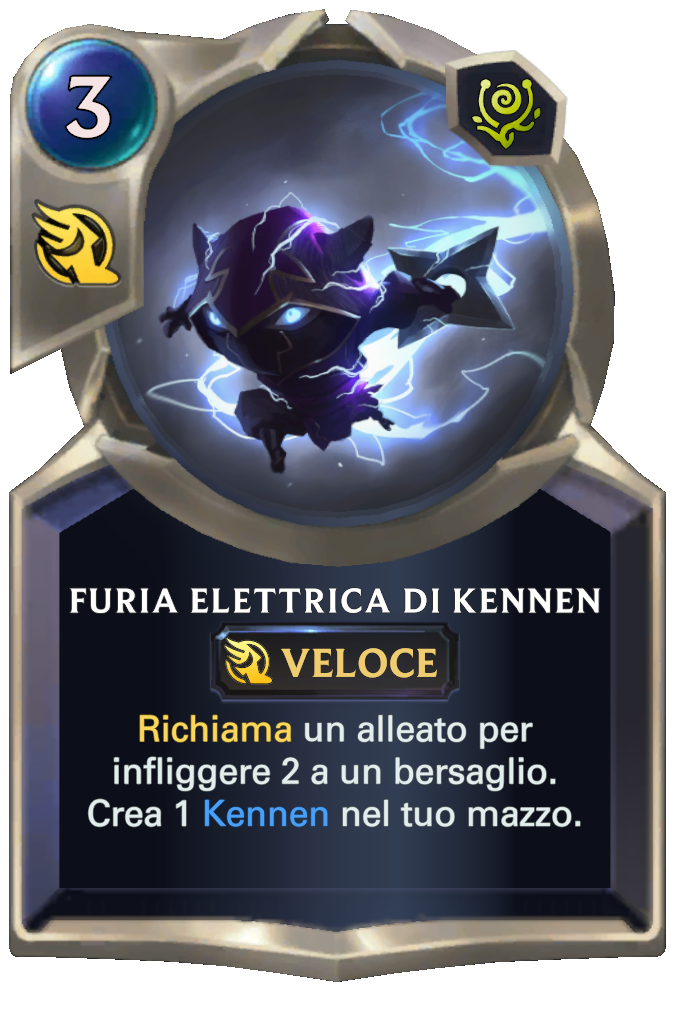 3
FURIA ELETTRICA DI KENNEN
VELOCE
Richiama un alleato per
infliggere 2 a un bersaglio.
Crea 1 Kennen nel tuo mazzo.